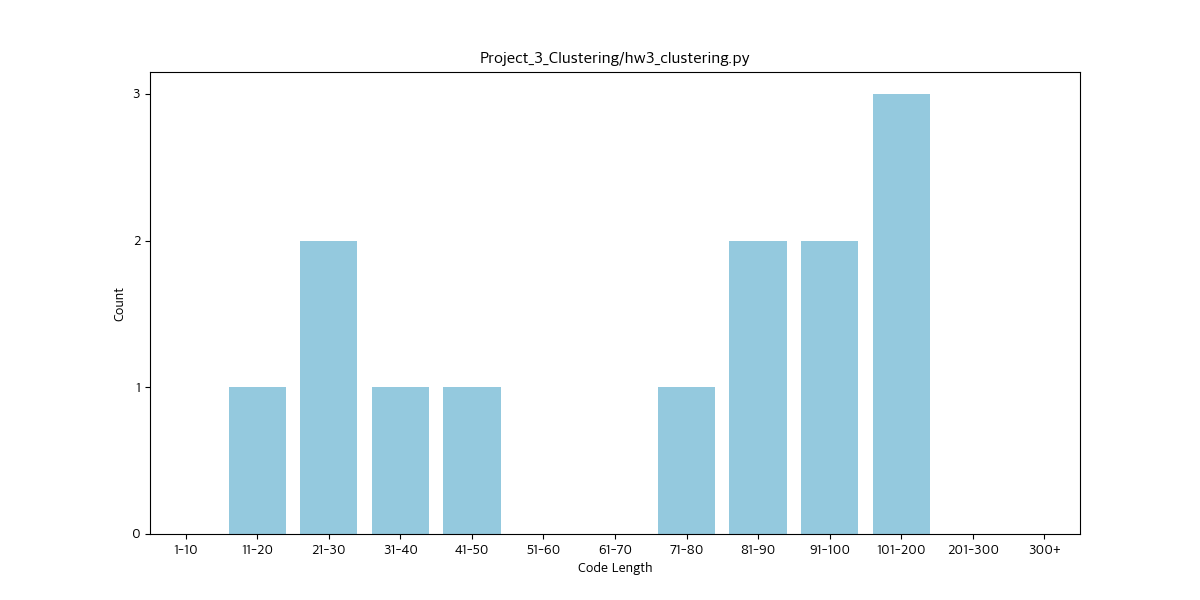 Project_3_Clustering/hw3_clustering.py
3
2
1
0
Count
1-10 11-20 21-30 31-40 41-50 51-60 61-70 71-80 81-90 91-100 101-200 201-300 300+
Code Length